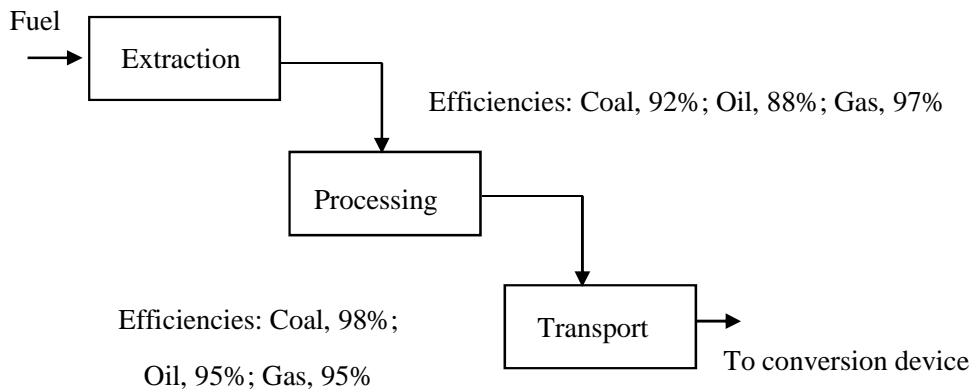 Fuel
Extraction
Efficiencies: Coal, 92%; Oil, 88%; Gas, 97%
Processing
Efficiencies: Coal, 98%;
Oil, 95%; Gas, 95%
Transport
To conversion device